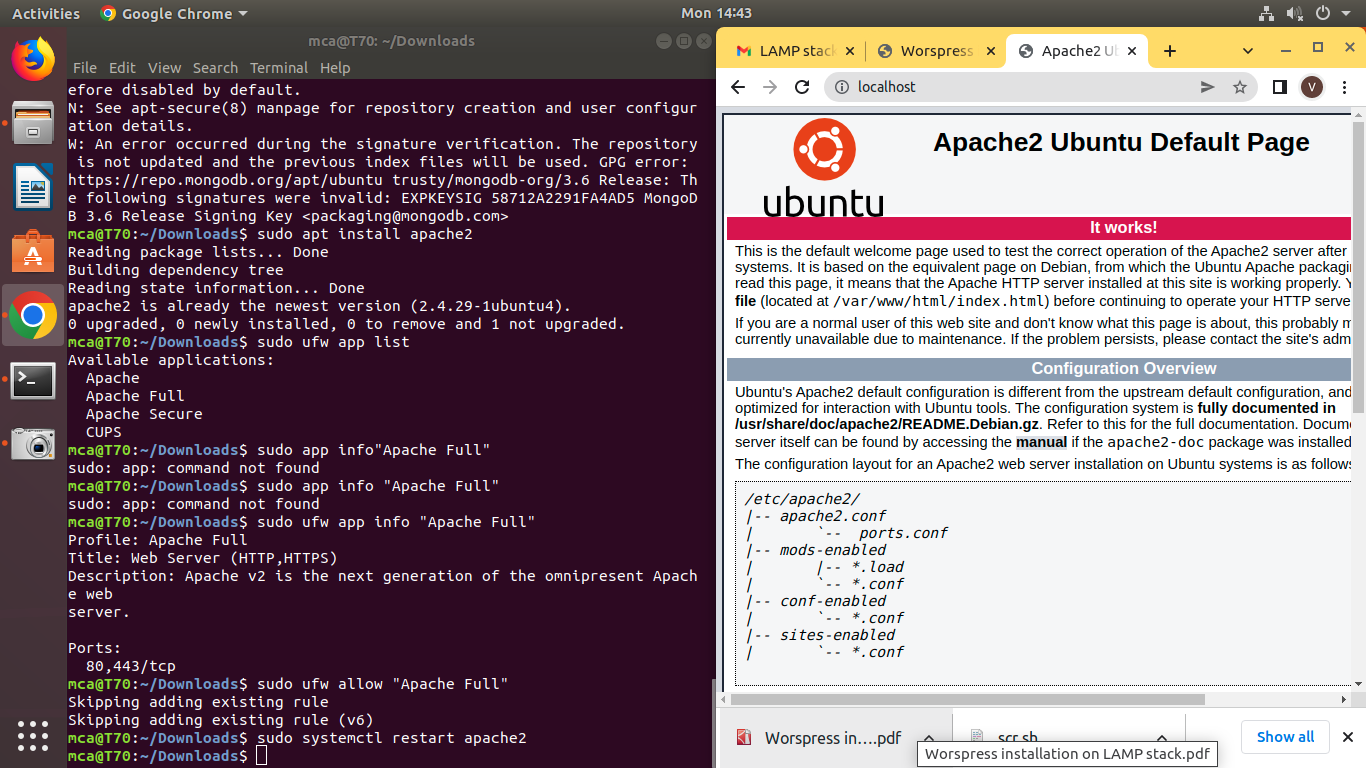 Activities
Google Chrome
Mon 14:43
mca@T70: ~/Downloads
File Edit View Search Terminal Help
efore disabled by default.
N: See apt-secure(8) manpage for repository creation and user configur
ation details.
W: An error occurred during the signature verification. The repository
 is not updated and the previous index files will be used. GPG error:
https://repo.mongodb.org/apt/ubuntu trusty/mongodb-org/3.6 Release: Th
e following signatures were invalid: EXPKEYSIG 58712A2291FA4AD5 MongoD
B 3.6 Release Signing Key <packaging@mongodb.com>
mca@T70:~/Downloads$ sudo apt install apache2
Reading package lists... Done
Building dependency tree
Reading state information... Done
apache2 is already the newest version (2.4.29-1ubuntu4).
0 upgraded, 0 newly installed, 0 to remove and 1 not upgraded.
mca@T70:~/Downloads$ sudo ufw app list
Available applications:
  Apache
  Apache Full
  Apache Secure
  CUPS
mca@T70:~/Downloads$ sudo app info"Apache Full"
sudo: app: command not found
mca@T70:~/Downloads$ sudo app info "Apache Full"
sudo: app: command not found
mca@T70:~/Downloads$ sudo ufw app info "Apache Full"
Profile: Apache Full
Title: Web Server (HTTP,HTTPS)
Description: Apache v2 is the next generation of the omnipresent Apach
e web
server.
Ports:
  80,443/tcp
mca@T70:~/Downloads$ sudo ufw allow "Apache Full"
Skipping adding existing rule
Skipping adding existing rule (v6)
mca@T70:~/Downloads$ sudo systemctl restart apache2
mca@T70:~/Downloads$
LAMP stac
Worspress
Apache2 Ub
localhost
V
ubuntu
Apache2 Ubuntu Default Page
It works!
This is the default welcome page used to test the correct operation of the Apache2 server after
systems. It is based on the equivalent page on Debian, from which the Ubuntu Apache packagi
read this page, it means that the Apache HTTP server installed at this site is working properly. Y
file (located at /var/www/html/index.html) before continuing to operate your HTTP serve
If you are a normal user of this web site and don't know what this page is about, this probably m
currently unavailable due to maintenance. If the problem persists, please contact the site's adm
Configuration Overview
Ubuntu's Apache2 default configuration is different from the upstream default configuration, and
optimized for interaction with Ubuntu tools. The configuration system is fully documented in
/usr/share/doc/apache2/README.Debian.gz. Refer to this for the full documentation. Docume
server itself can be found by accessing the manual if the apache2-doc package was installed
The configuration layout for an Apache2 web server installation on Ubuntu systems is as follows
/etc/apache2/
|-- apache2.conf
|       `--  ports.conf
|-- mods-enabled
|       |-- *.load
|       `-- *.conf
|-- conf-enabled
|       `-- *.conf
|-- sites-enabled
|       `-- *.conf
Worspress in....pdf
scr.sh
Show all
Worspress installation on LAMP stack.pdf